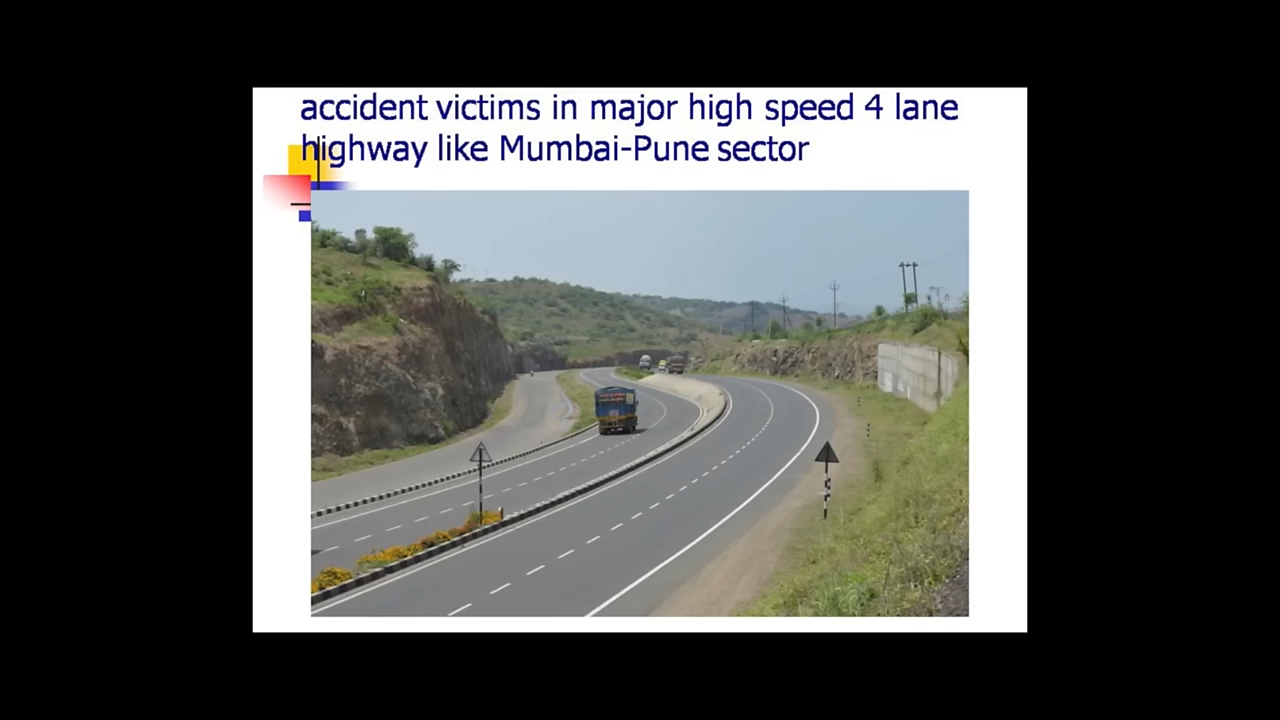 accident victims in major high speed 4 lane
highway like Mumbai-Pune sector